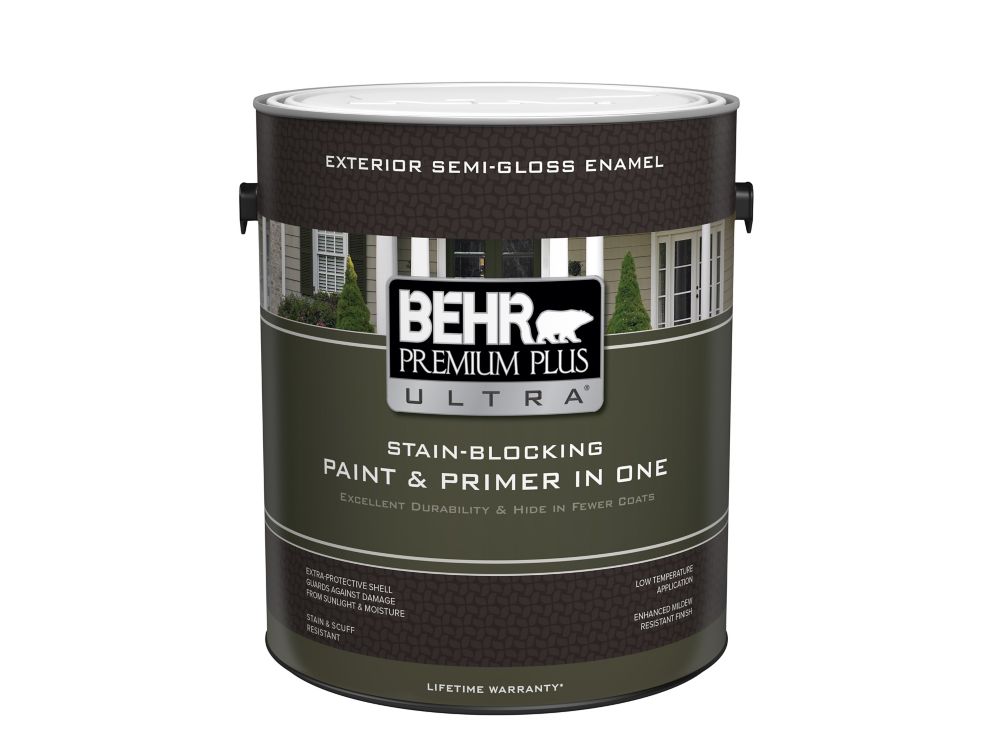 EXTERIOR SEMI-GLOSS ENAMEL
BEHR
PREMIUM PLUS
ULTRA®
STAIN-BLOCKING
PAINT & PRIMER IN ONE
EXCELLENT DURABILITY & HIDE IN FEWER COATS
EXTRA-PROTECTIVE SHELL
GUARDS AGAINST DAMAGE
FROM SUNLIGHT & MOISTURE
STAIN & SCUFF
RESISTANT
LOW TEMPERATURE
APPLICATION
ENHANCED MILDEW
RESISTANT FINISH
LIFETIME WARRANTY*